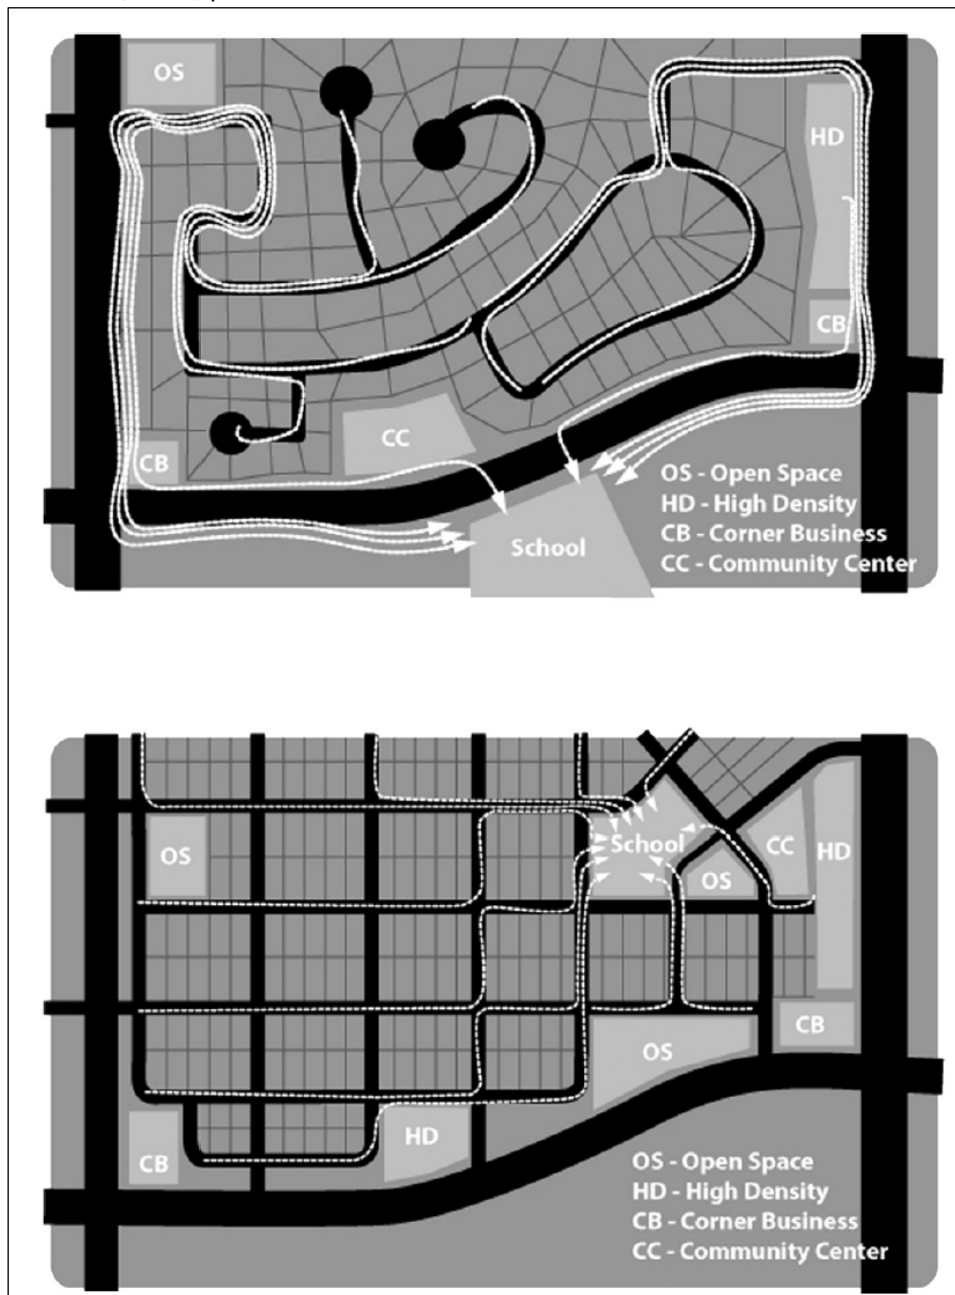 OS
HD
CB
CC
CB
School
OS - Open Space
HD - High Density
CB - Corner Business
CC - Community Center
School
OS
CC
HD
OS
CB
OS
HD
CB
OS - Open Space
HD - High Density
CB - Corner Business
CC - Community Center